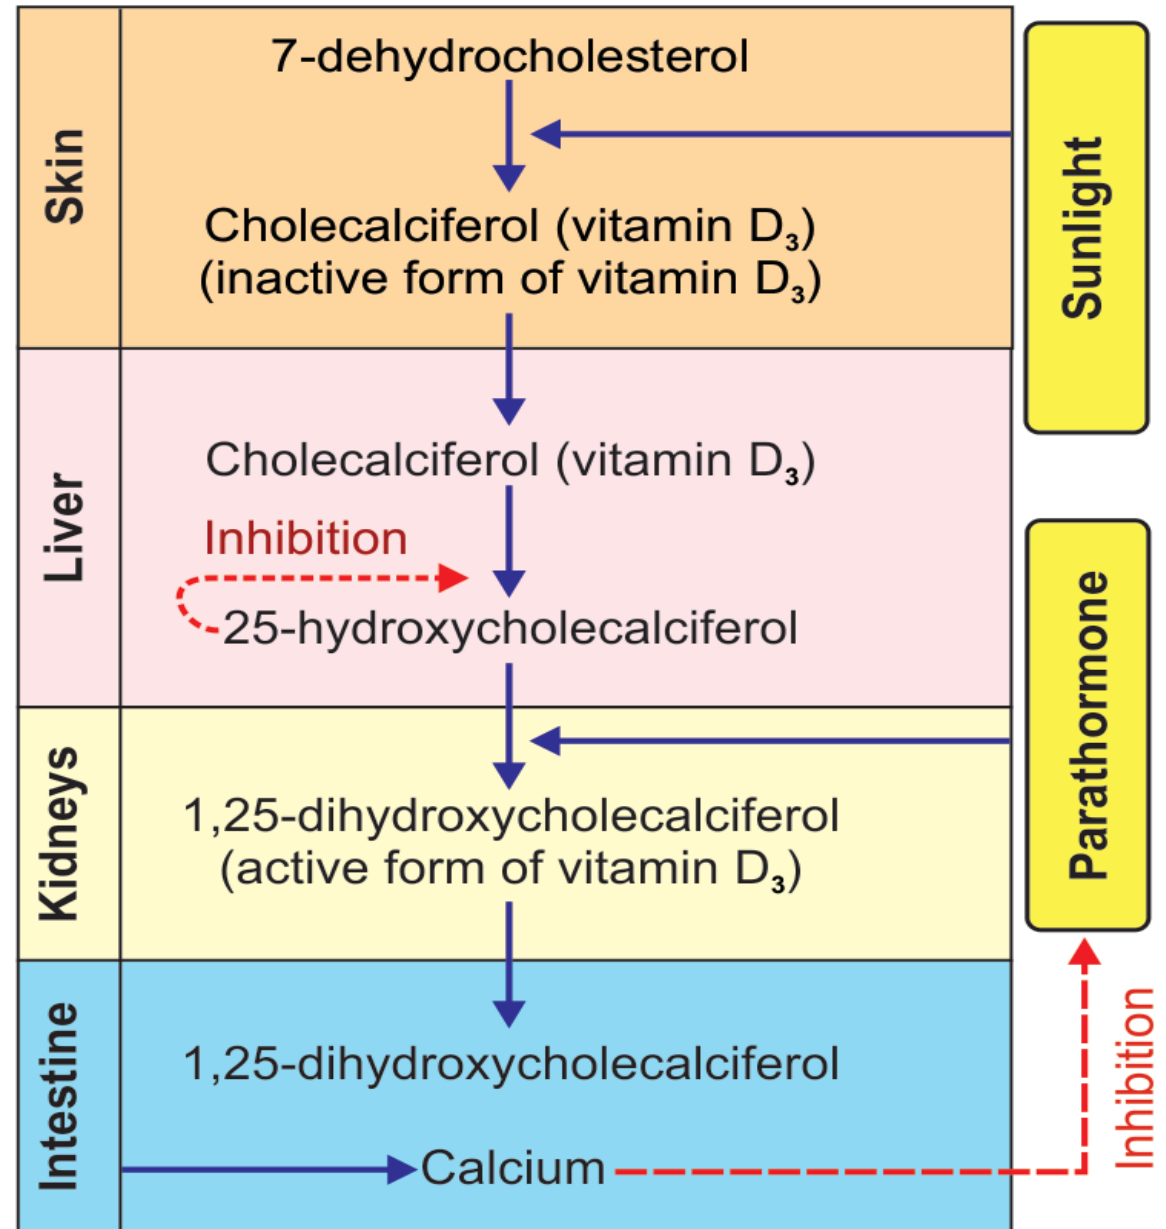 Skin
7-dehydrocholesterol
Cholecalciferol (vitamin D₃)
(inactive form of vitamin D₃)
Sunlight
Liver
Cholecalciferol (vitamin D₃)
Inhibition
25-hydroxycholecalciferol
Parathormone
Kidneys
1,25-dihydroxycholecalciferol
(active form of vitamin D₃)
Intestine
1,25-dihydroxycholecalciferol
Calcium
Inhibition